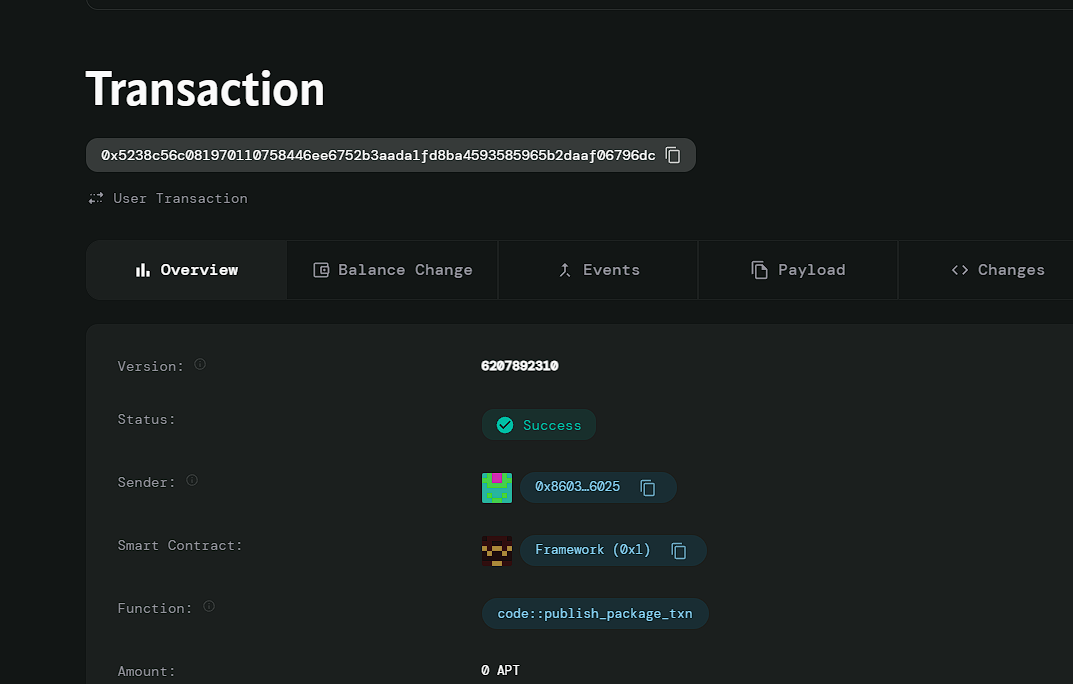 Transaction
0x5238c56c081970110758446ee6752b3aada1fd8ba4593585965b2daaf06796dc
User Transaction
Overview Balance Change Events Payload Changes
Version: 6207892310
Status: Success
Sender: 0x8603…6025
Smart Contract: Framework (0x1)
Function: code::publish_package_txn
Amount: 0 APT